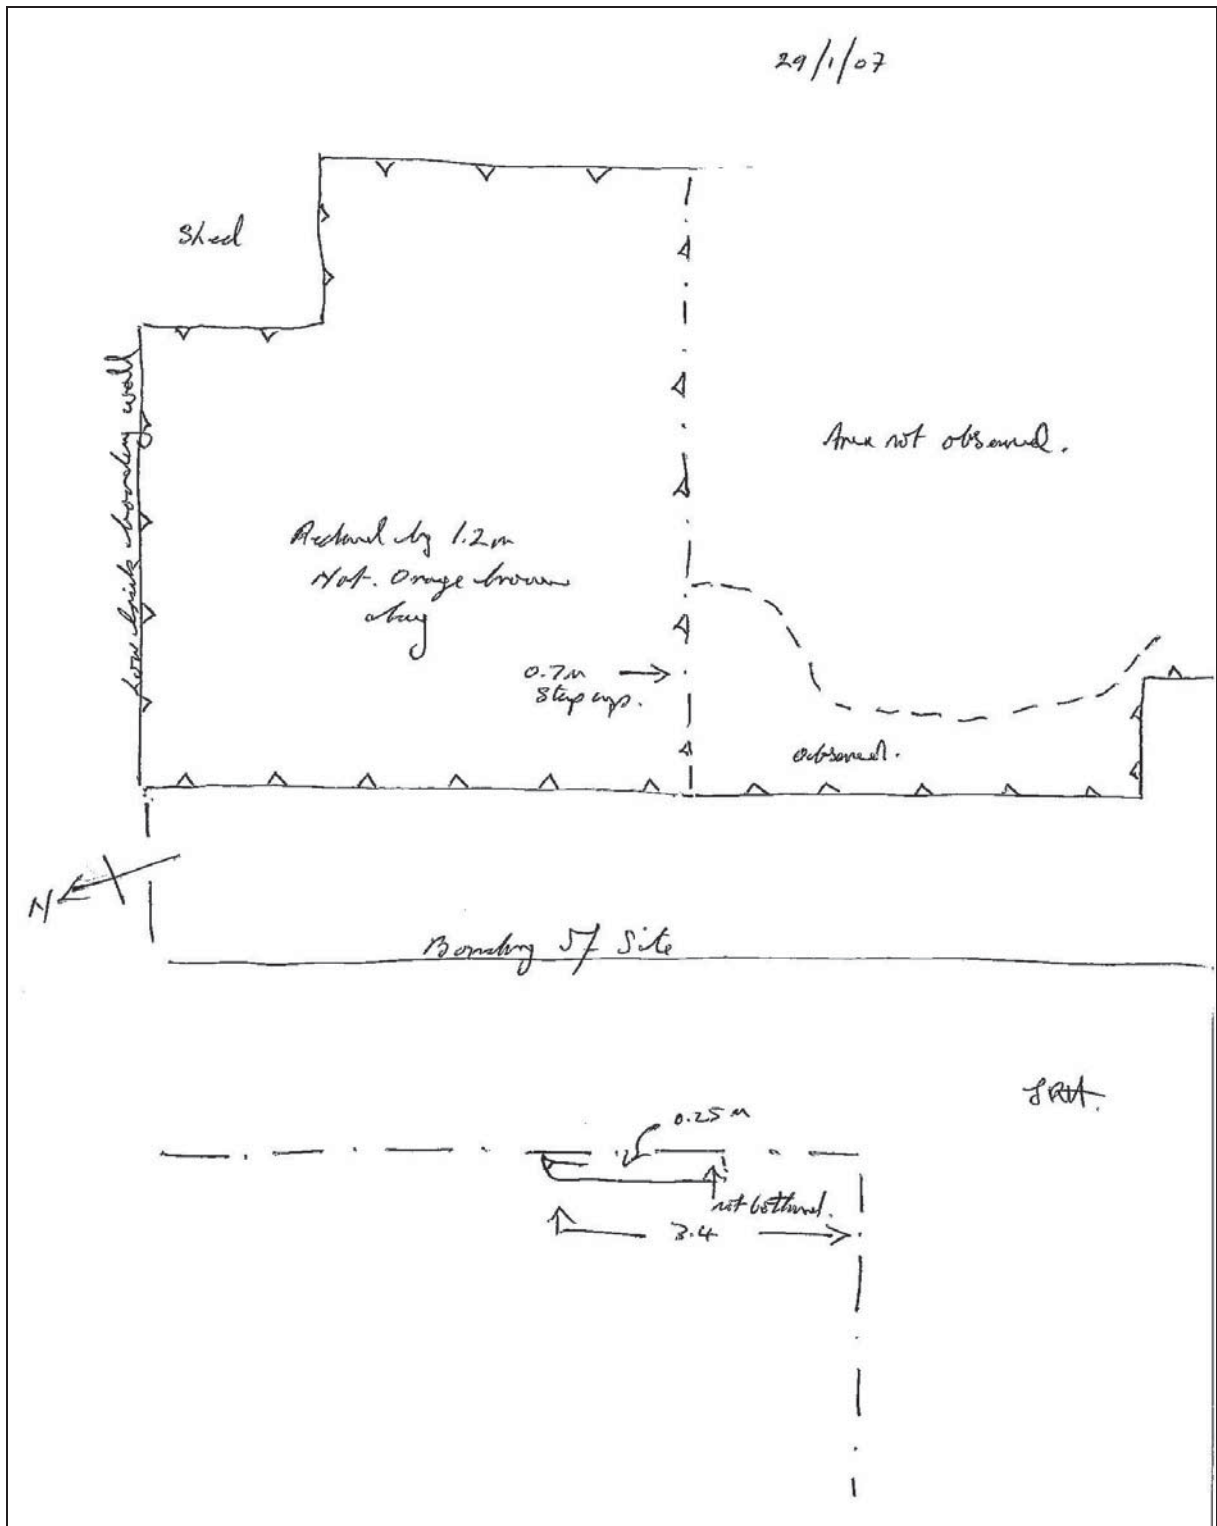 29/1/07
Shed
Low brick boundary wall
Area not observed.
Reduced by 1.2m
Nat. Orange brown
clay
0.7m
Step up.
observed.
N
Boundary of Site
0.25 m
not bottomed.
3.4